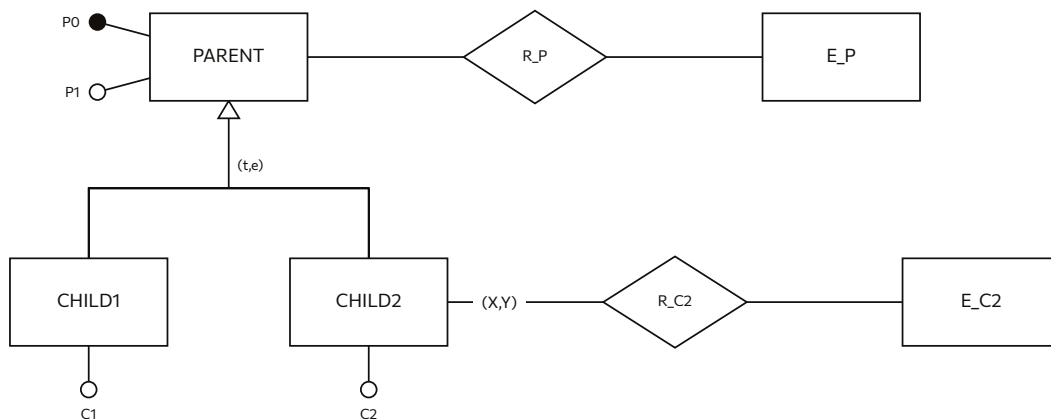 P0
PARENT
R_P
E_P
P1
(t,e)
CHILD1
CHILD2
(X,Y)
R_C2
E_C2
C1
C2